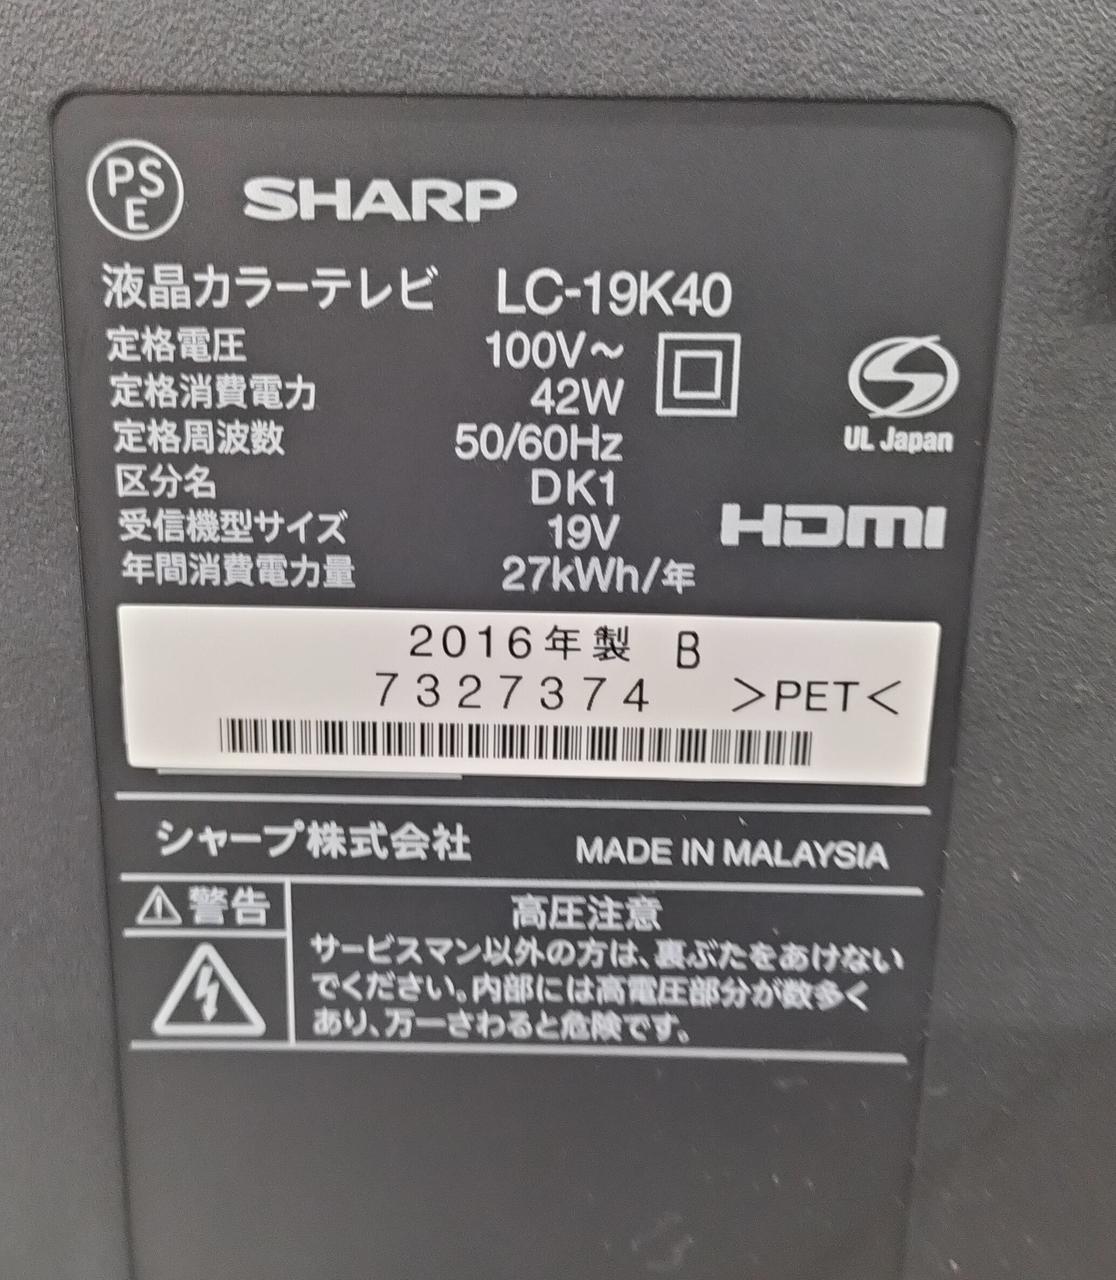 PSE
SHARP
液晶カラーテレビ LC-19K40
定格電圧 100V～
定格消費電力 42W
定格周波数 50/60Hz
UL Japan
区分名 DK1
受信機型サイズ 19V
HDMI
年間消費電力量 27kWh/年
2016年製 B
7327374 >PET<
シャープ株式会社 MADE IN MALAYSIA
警告
高圧注意
サービスマン以外の方は、裏ぶたをあけない
でください。内部には高電圧部分が数多く
あり、万一さわると危険です。